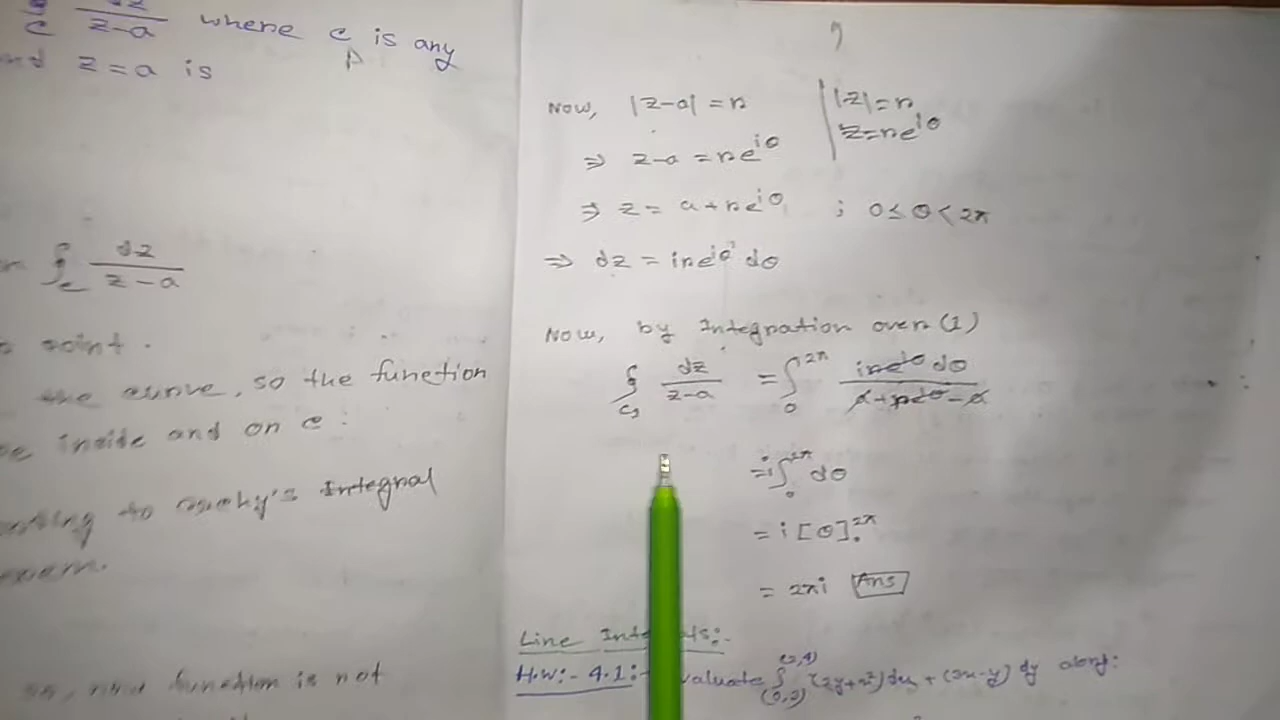 c dz/z-a where c is any
z = a is
∮c dz/z-a
point.
the curve, so the function
inside and on c :
to Integral
function is not
Now, |z-a| = r | |z| = r
⇒ z-a = re^iθ | z = re^iθ
⇒ z = a + re^iθ ; 0 ≤ θ < 2π
⇒ dz = ire^iθ dθ
Now, by Integration over (1)
∮c₁ dz/z-a = ∫₀^2π ire^iθ dθ / a+re^iθ-a
= i∫₀^2π dθ
= i [θ]₀^2π
= 2πi Ans
Line
H.W:- 4.1:- ∫(0,3)^(2,4) (2y+x²)dx + (3x-y) dy along: